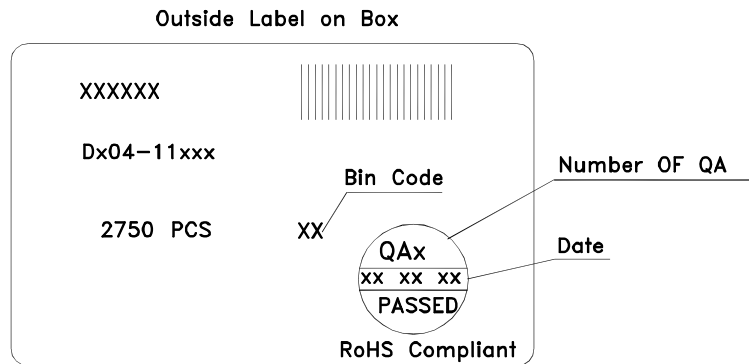 Outside Label on Box
XXXXXX
Dx04-11xxx
Bin Code
Number OF QA
2750 PCS
XX
QAx
Date
xx xx xx
PASSED
RoHS Compliant